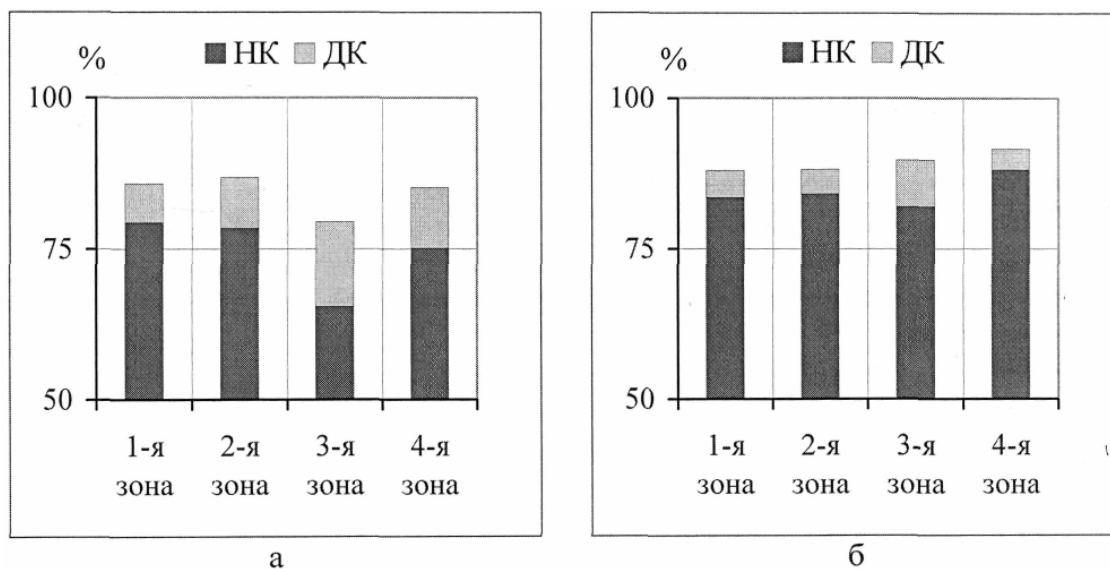 % НК ДК
100
75
50
1-я 2-я 3-я 4-я
зона зона зона зона
а
% НК ДК
100
75
50
1-я 2-я 3-я 4-я
зона зона зона зона
б